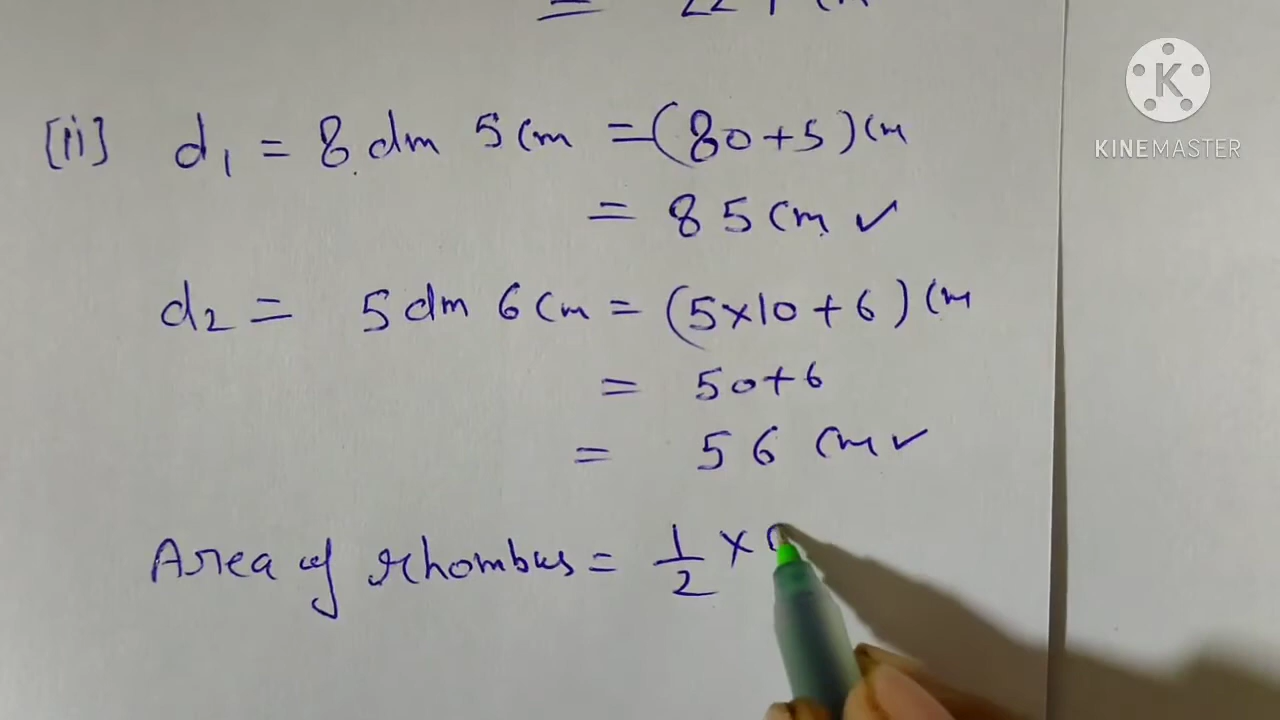 [ii] d₁ = 8 dm 5 cm = (80+5) cm
= 85 cm ✓
d₂ = 5 dm 6 cm = (5×10+6) cm
= 50+6
= 56 cm ✓
Area of rhombus = 1/2 ×
K
KINEMASTER